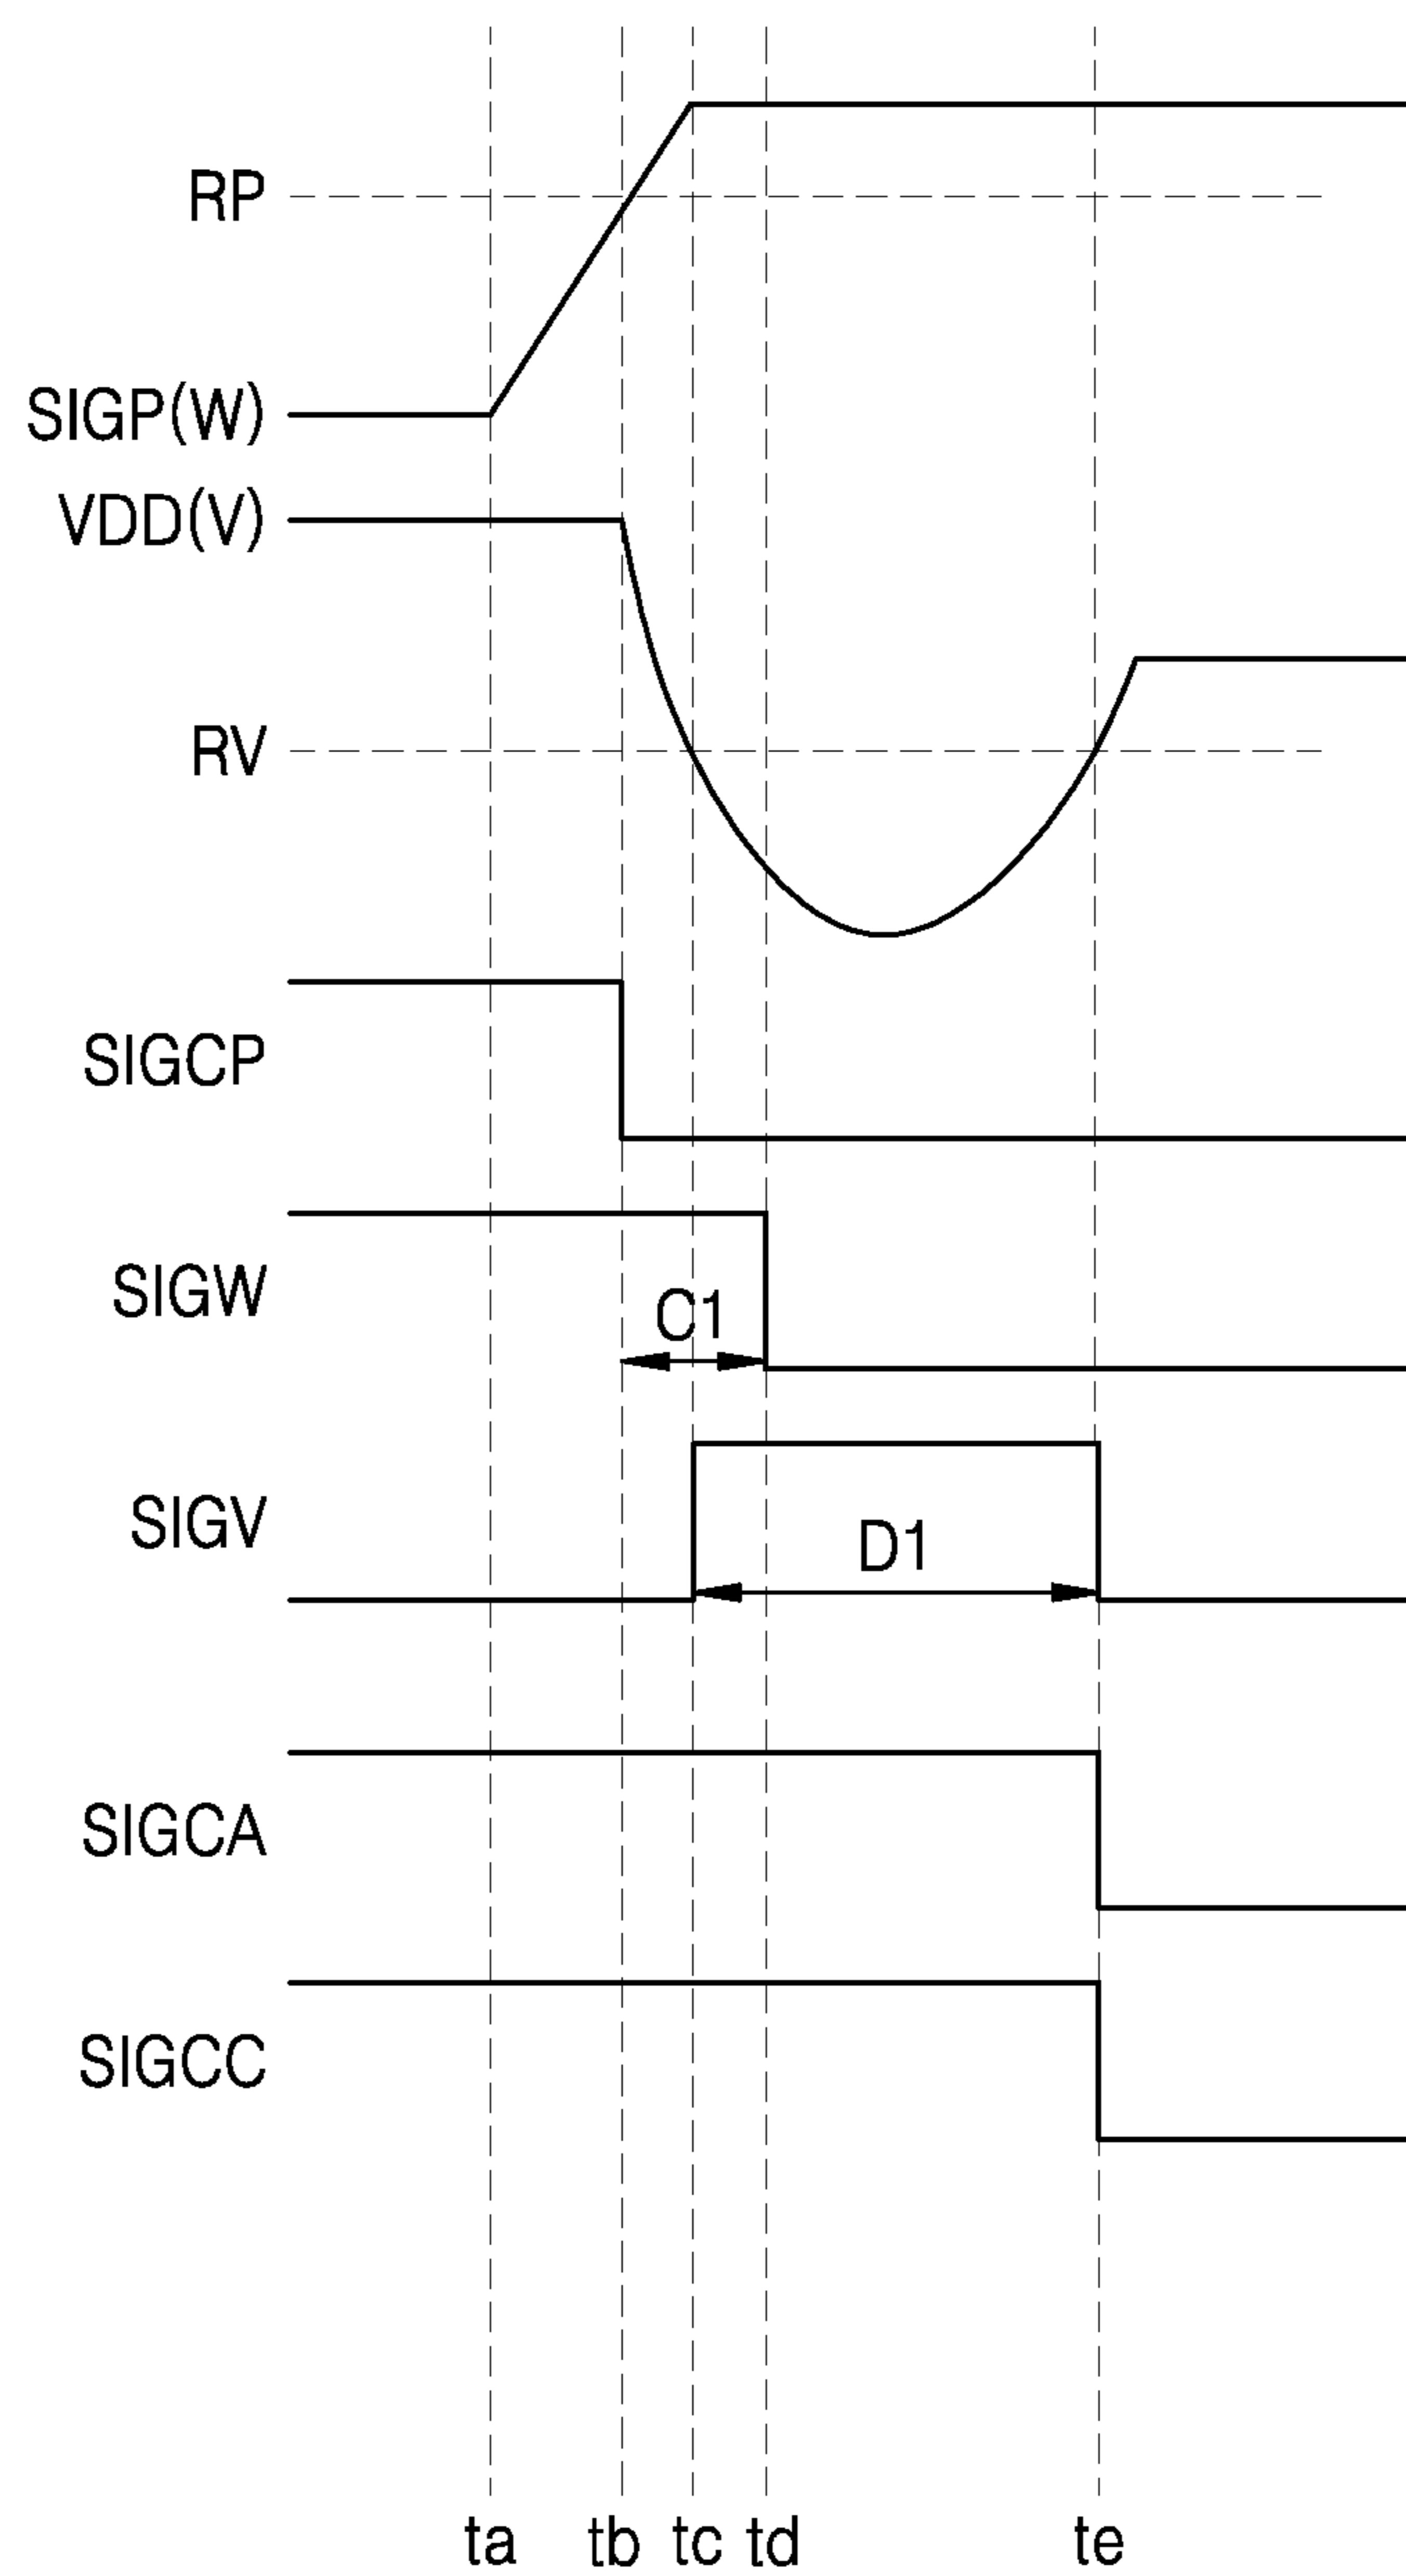 RP
SIGP(W)
VDD(V)
RV
SIGCP
SIGW
C1
SIGV
D1
SIGCA
SIGCC
ta tb tc td te